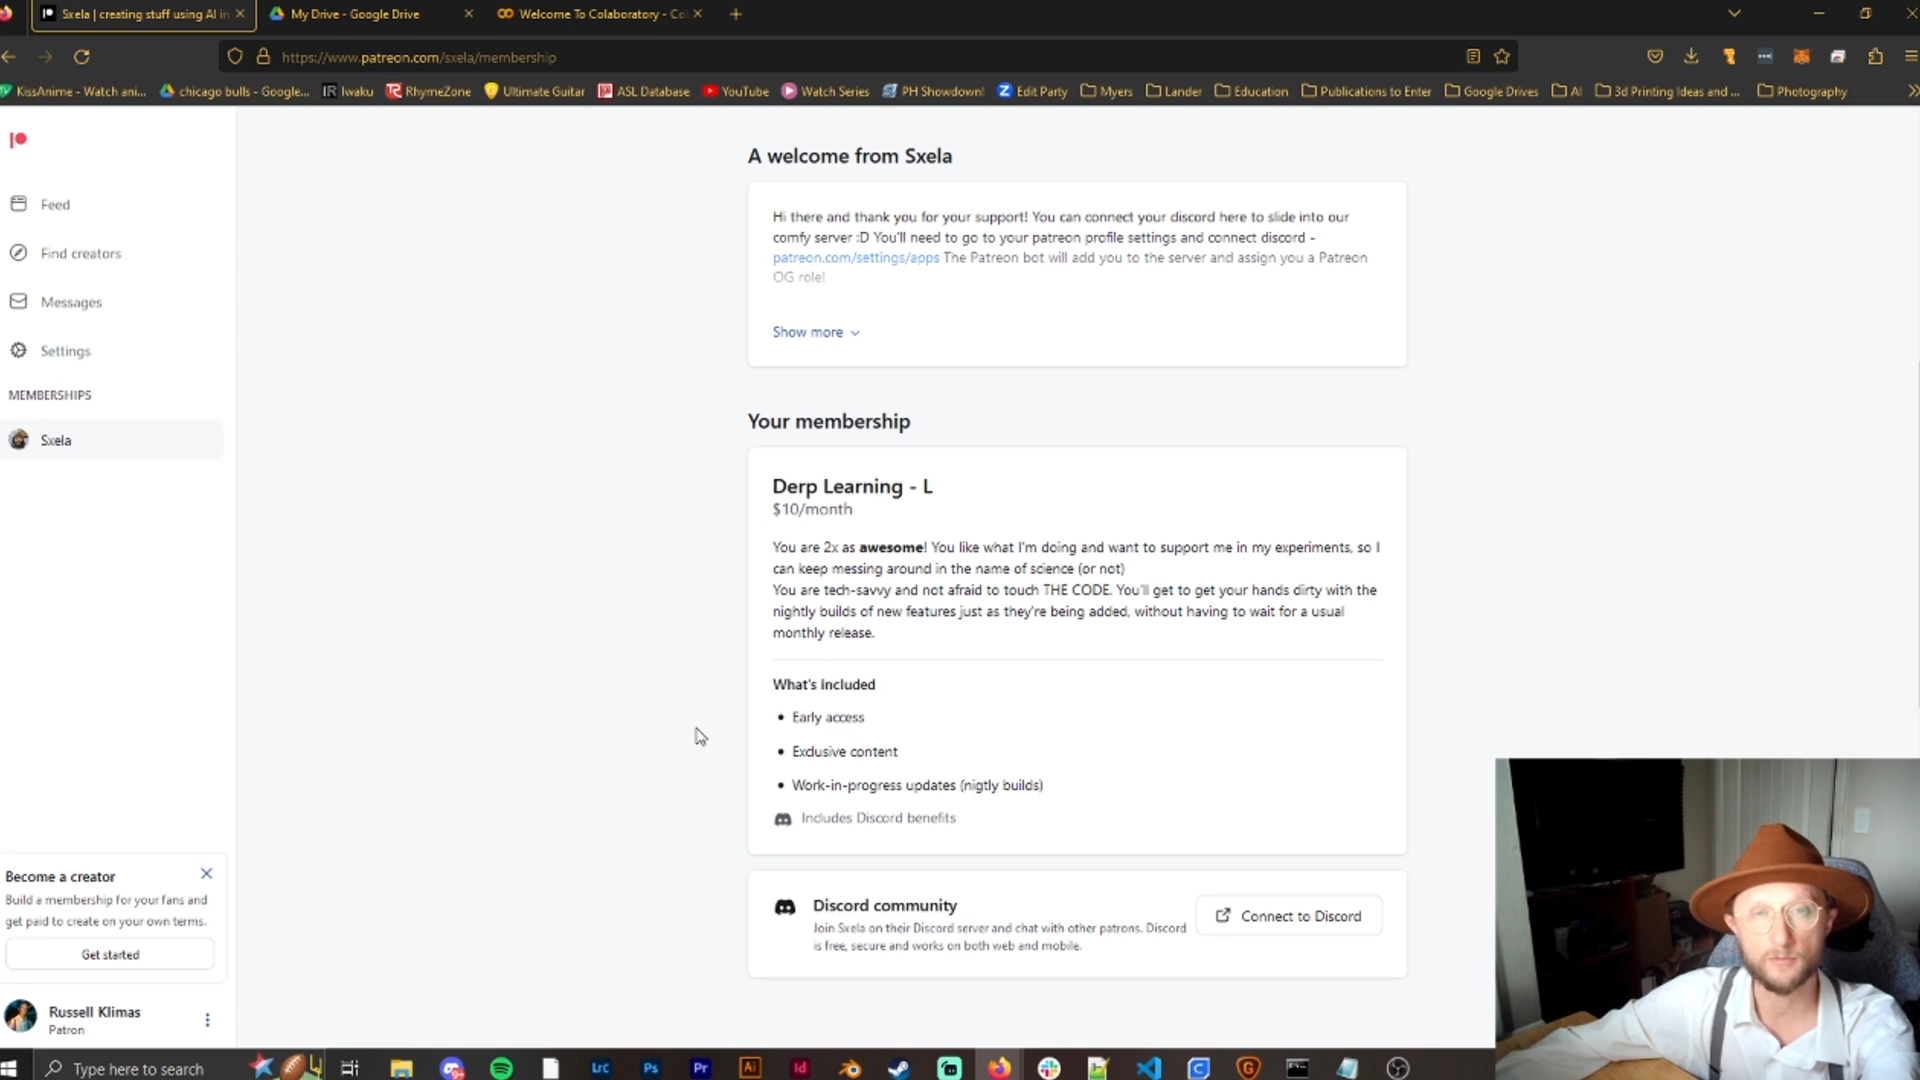 Sxela | creating stuff using AI in
My Drive - Google Drive
Welcome To Colaboratory - Co
https://www.patreon.com/sxela/membership
KissAnime - Watch ani...
chicago bulls - Google...
Iwaku
RhymeZone
Ultimate Guitar
ASL Database
YouTube
Watch Series
PH Showdown!
Edit Party
Myers
Lander
Education
Publications to Enter
Google Drives
AI
3d Printing Ideas and ...
Photography
Feed
Find creators
Messages
Settings
MEMBERSHIPS
Sxela
A welcome from Sxela
Hi there and thank you for your support! You can connect your discord here to slide into our
comfy server :D You'll need to go to your patreon profile settings and connect discord -
patreon.com/settings/apps The Patreon bot will add you to the server and assign you a Patreon
OG role!
Show more
Your membership
Derp Learning - L
$10/month
You are 2x as awesome! You like what I'm doing and want to support me in my experiments, so I
can keep messing around in the name of science (or not)
You are tech-savvy and not afraid to touch THE CODE. You'll get to get your hands dirty with the
nightly builds of new features just as they're being added, without having to wait for a usual
monthly release.
What's included
• Early access
• Exclusive content
• Work-in-progress updates (nigtly builds)
Includes Discord benefits
Discord community
Join Sxela on their Discord server and chat with other patrons. Discord
is free, secure and works on both web and mobile.
Connect to Discord
Become a creator
Build a membership for your fans and
get paid to create on your own terms.
Get started
Russell Klimas
Patron
Type here to search
Lrc
Ps
Pr
Ai
Id